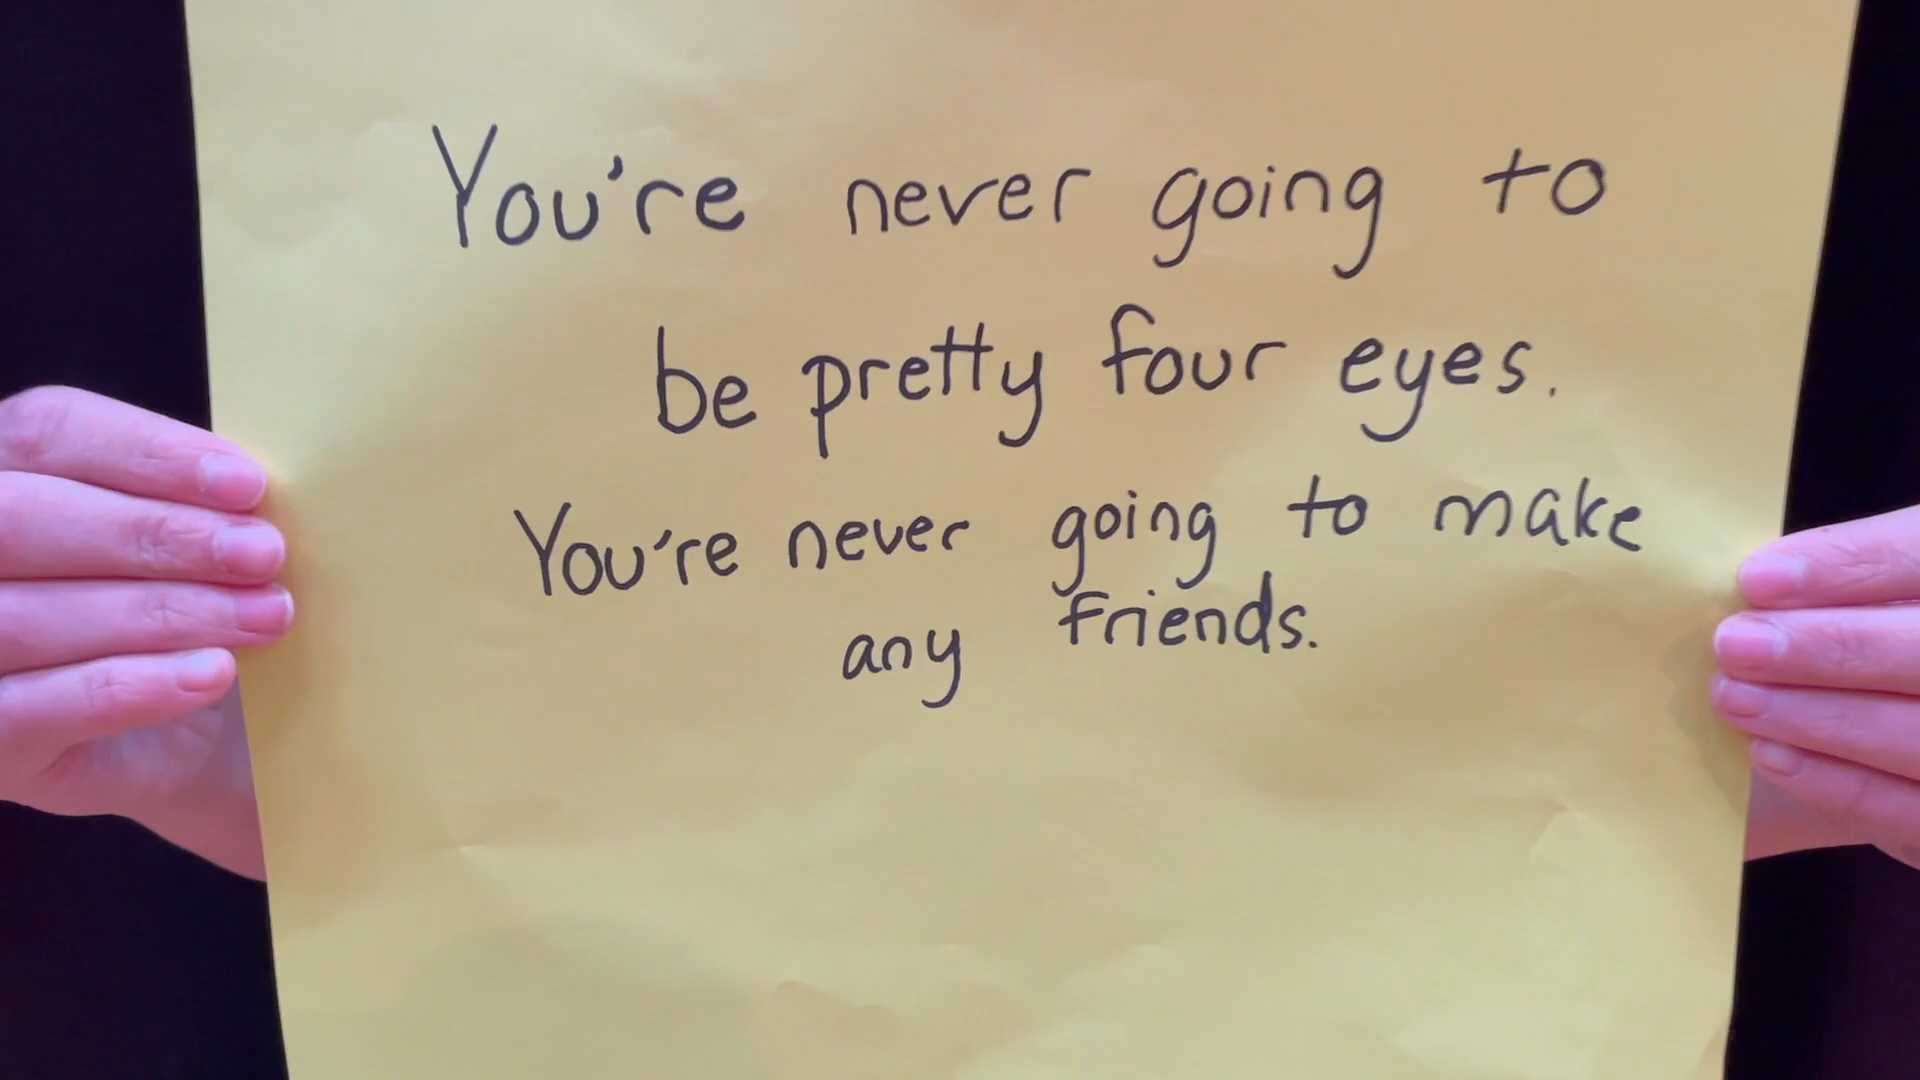 You're never going to
be pretty four eyes.
You're never going to make
any friends.